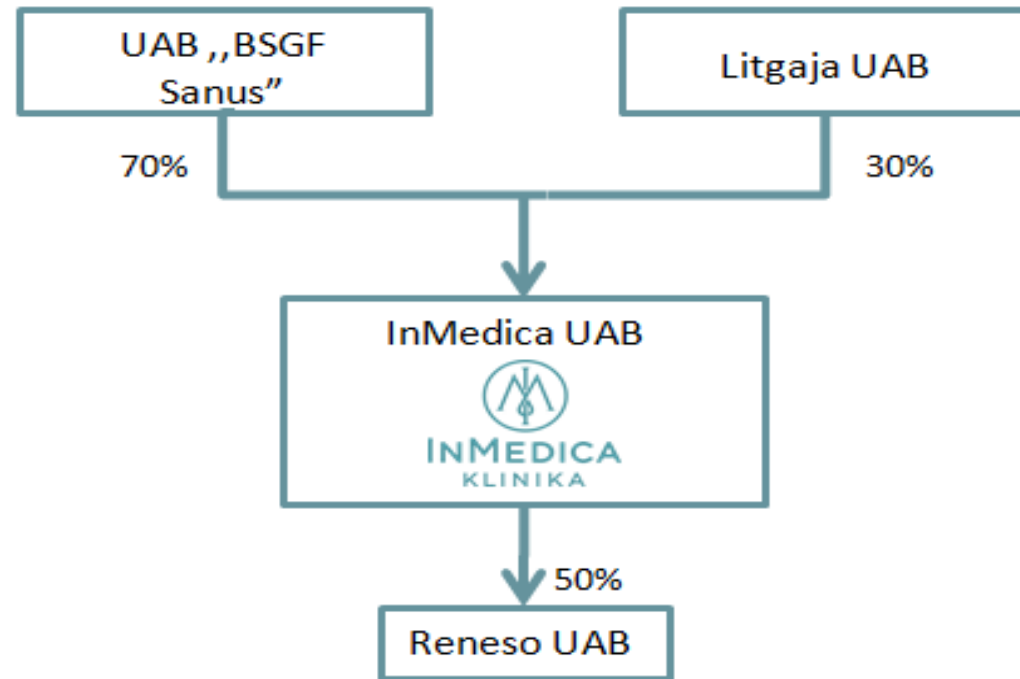 UAB ,,BSGF
Sanus”
Litgaja UAB
70%
30%
InMedica UAB
INMEDICA
KLINIKA
50%
Reneso UAB